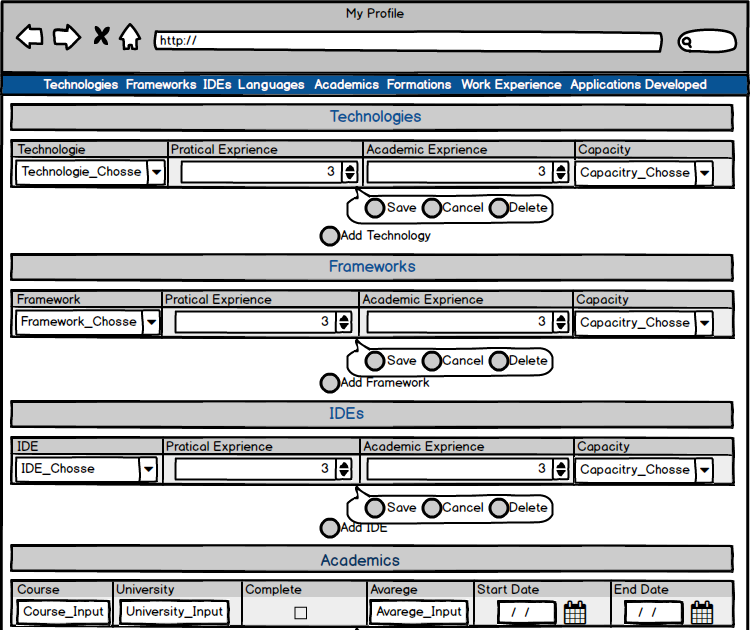 My Profile
http://
Technologies Frameworks IDEs Languages Academics Formations Work Experience Applications Developed
Technologies
Technologie Pratical Exprience Academic Exprience Capacity
Technologie_Chosse 3 3 Capacitry_Chosse
Save Cancel Delete
Add Technology
Frameworks
Framework Pratical Exprience Academic Exprience Capacity
Framework_Chosse 3 3 Capacitry_Chosse
Save Cancel Delete
Add Framework
IDEs
IDE Pratical Exprience Academic Exprience Capacity
IDE_Chosse 3 3 Capacitry_Chosse
Save Cancel Delete
Add IDE
Academics
Course University Complete Avarege Start Date End Date
Course_Input University_Input Avarege_Input / / / /